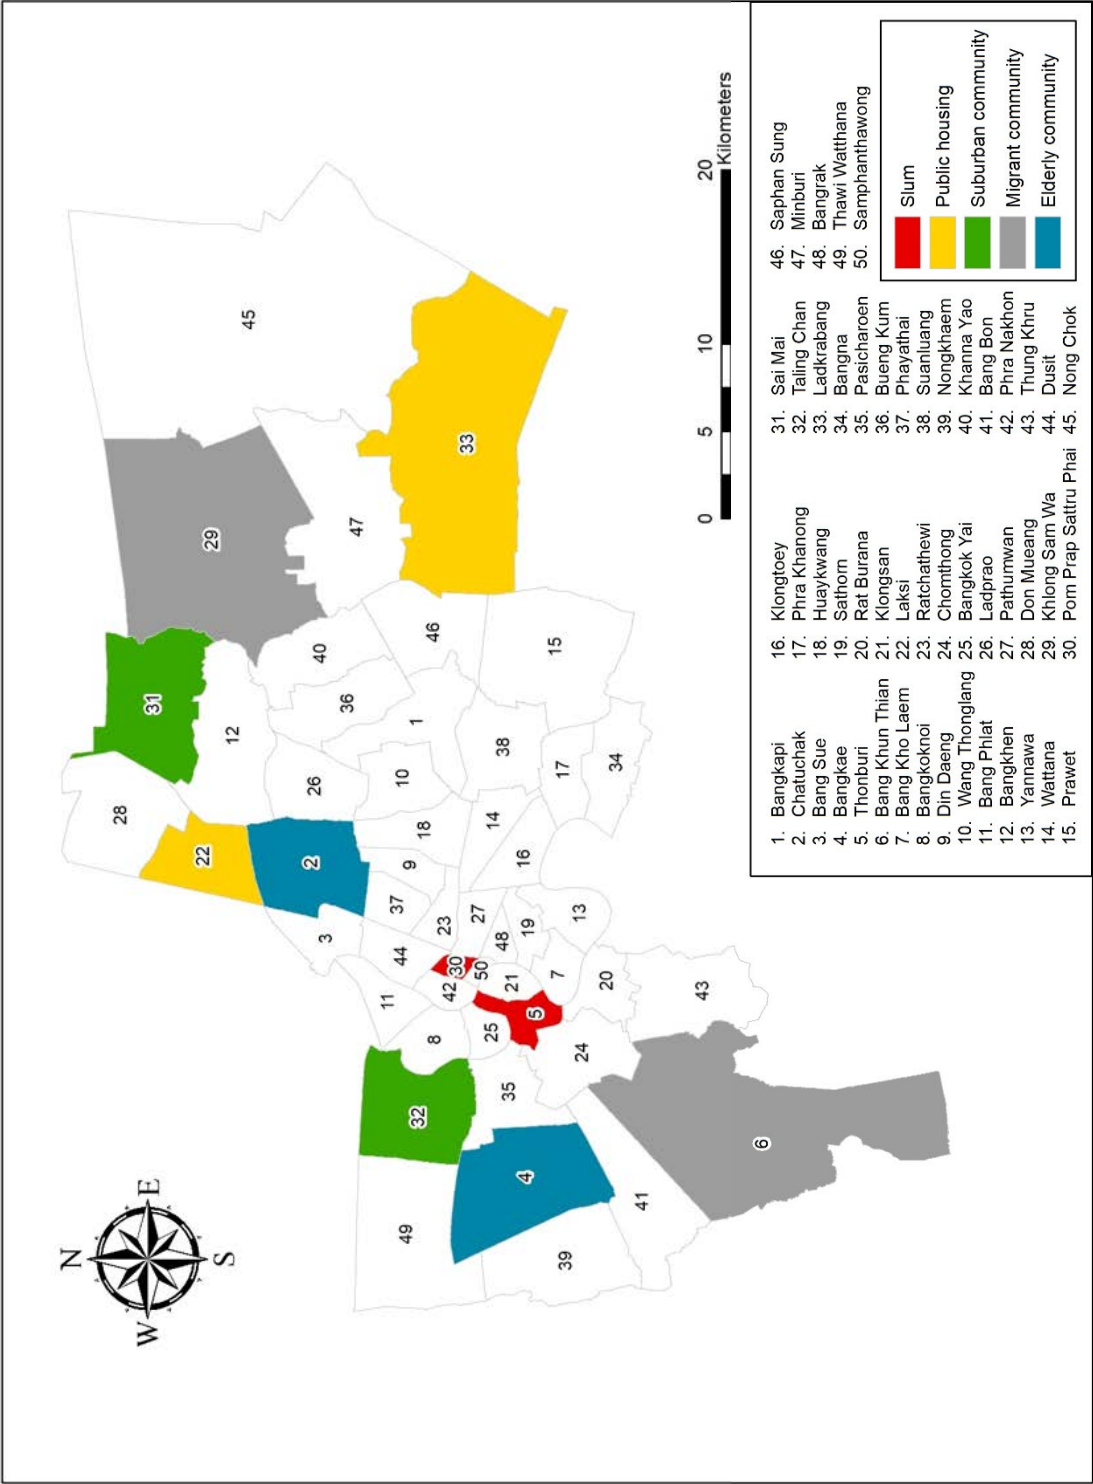 N
W E
S
28
31
22
29
12
45
2
26
40
3
36
47
11
37
44
10
49
9
1
32
18
46
8
23
42
30
33
27
50
25
14
48
38
35
21
16
4
19
5
15
7
17
39
13
24
20
34
41
43
6
0 5 10 20
Kilometers
1. Bangkapi
2. Chatuchak
3. Bang Sue
4. Bangkae
5. Thonburi
6. Bang Khun Thian
7. Bang Kho Laem
8. Bangkoknoi
9. Din Daeng
10. Wang Thonglang
11. Bang Phlat
12. Bangkhen
13. Yannawa
14. Wattana
15. Prawet
16. Klongtoey
17. Phra Khanong
18. Huaykwang
19. Sathorn
20. Rat Burana
21. Klongsan
22. Laksi
23. Ratchathewi
24. Chomthong
25. Bangkok Yai
26. Ladprao
27. Pathumwan
28. Don Mueang
29. Khlong Sam Wa
30. Pom Prap Sattru Phai
31. Sai Mai
32. Taling Chan
33. Ladkrabang
34. Bangna
35. Pasicharoen
36. Bueng Kum
37. Phayathai
38. Suanluang
39. Nongkhaem
40. Khanna Yao
41. Bang Bon
42. Phra Nakhon
43. Thung Khru
44. Dusit
45. Nong Chok
46. Saphan Sung
47. Minburi
48. Bangrak
49. Thawi Watthana
50. Samphanthawong
Slum
Public housing
Suburban community
Migrant community
Elderly community